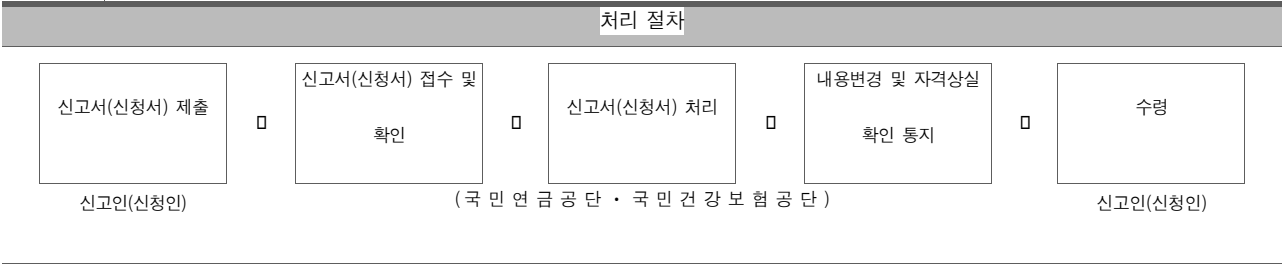 처리 절차
신고서(신청서) 제출
신고서(신청서) 접수 및
확인
신고서(신청서) 처리
내용변경 및 자격상실
확인 통지
수령
신고인(신청인)
(국민연금공단 · 국민건강보험공단)
신고인(신청인)